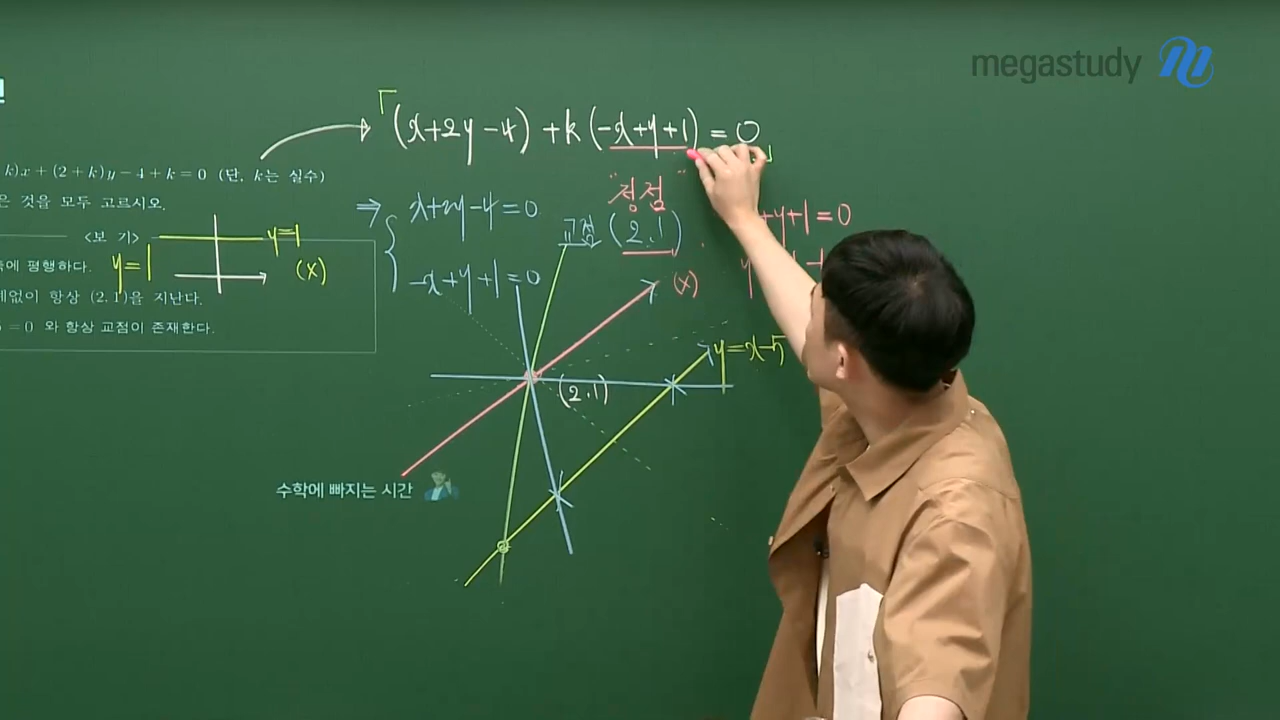 megastudy
(x+2y-4)+k(-x+y+1)=0
k)x+(2+k)y-4+k=0 (단, k는 실수)
은 것을 모두 고르시오.
<보 기>
y=1
평행하다. y=1 (x)
없이 항상 (2, 1)을 지난다.
=0 와 항상 교점이 존재한다.
⇒ x+2y-4=0
-x+y+1=0
"정점"
교점 (2.1)
+y+1=0
(x)
y=x-5
(2.1)
수학에 빠지는 시간